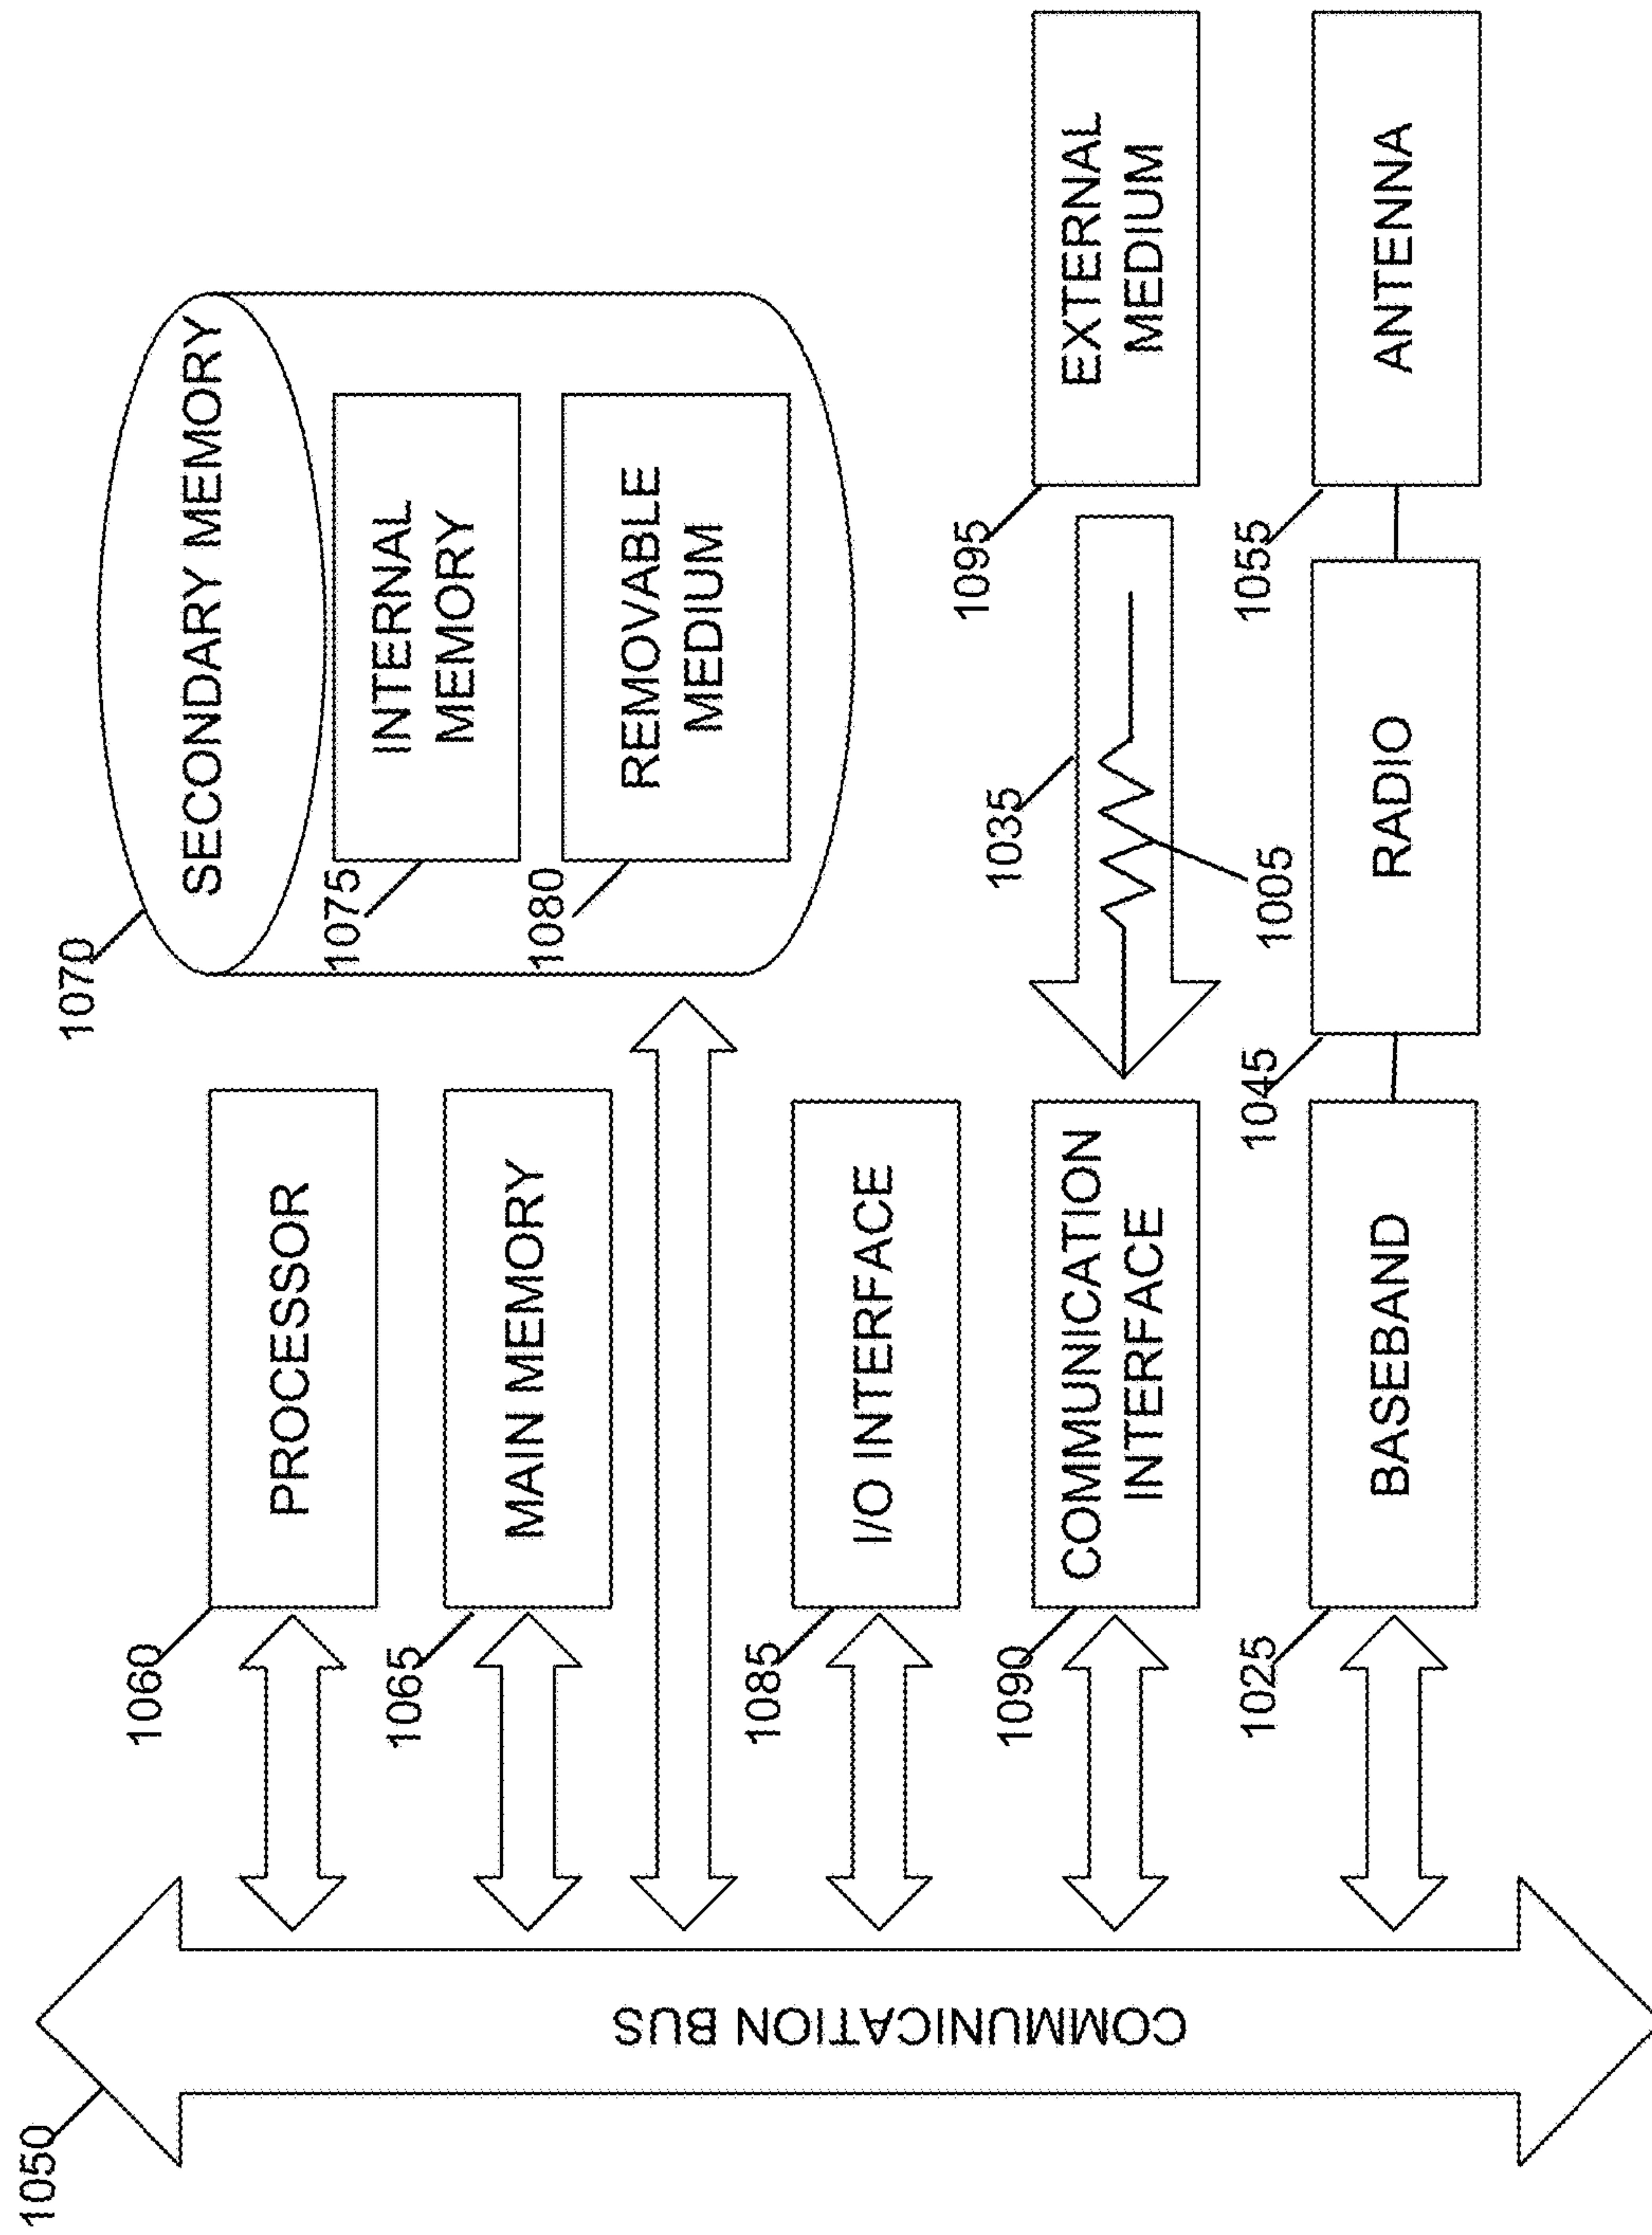 1050
COMMUNICATION BUS
1060
PROCESSOR
1065
MAIN MEMORY
1070
SECONDARY MEMORY
1075
INTERNAL
MEMORY
1080
REMOVABLE
MEDIUM
1085
I/O INTERFACE
1090
COMMUNICATION
INTERFACE
1035
1005
1095
EXTERNAL
MEDIUM
1025
BASEBAND
1045
RADIO
1055
ANTENNA